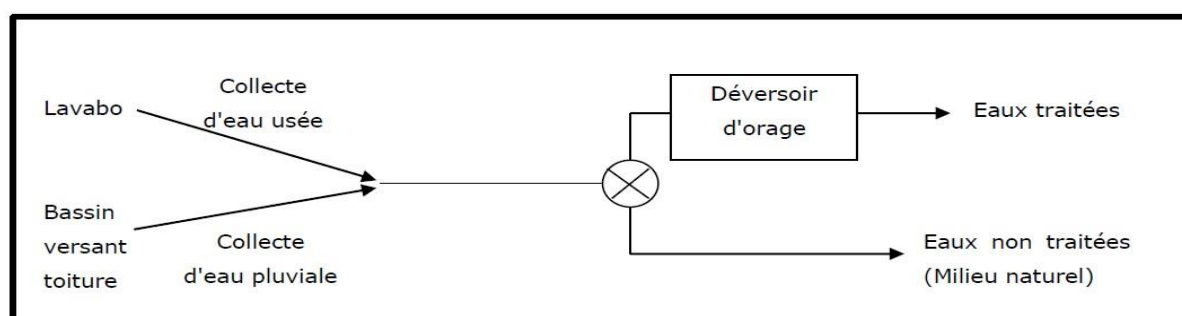 Collecte
d'eau usée
Lavabo
Déversoir
d'orage
Eaux traitées
Bassin
versant
toiture
Collecte
d'eau pluviale
Eaux non traitées
(Milieu naturel)